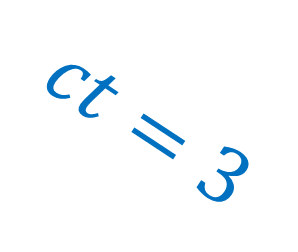 ct = 3